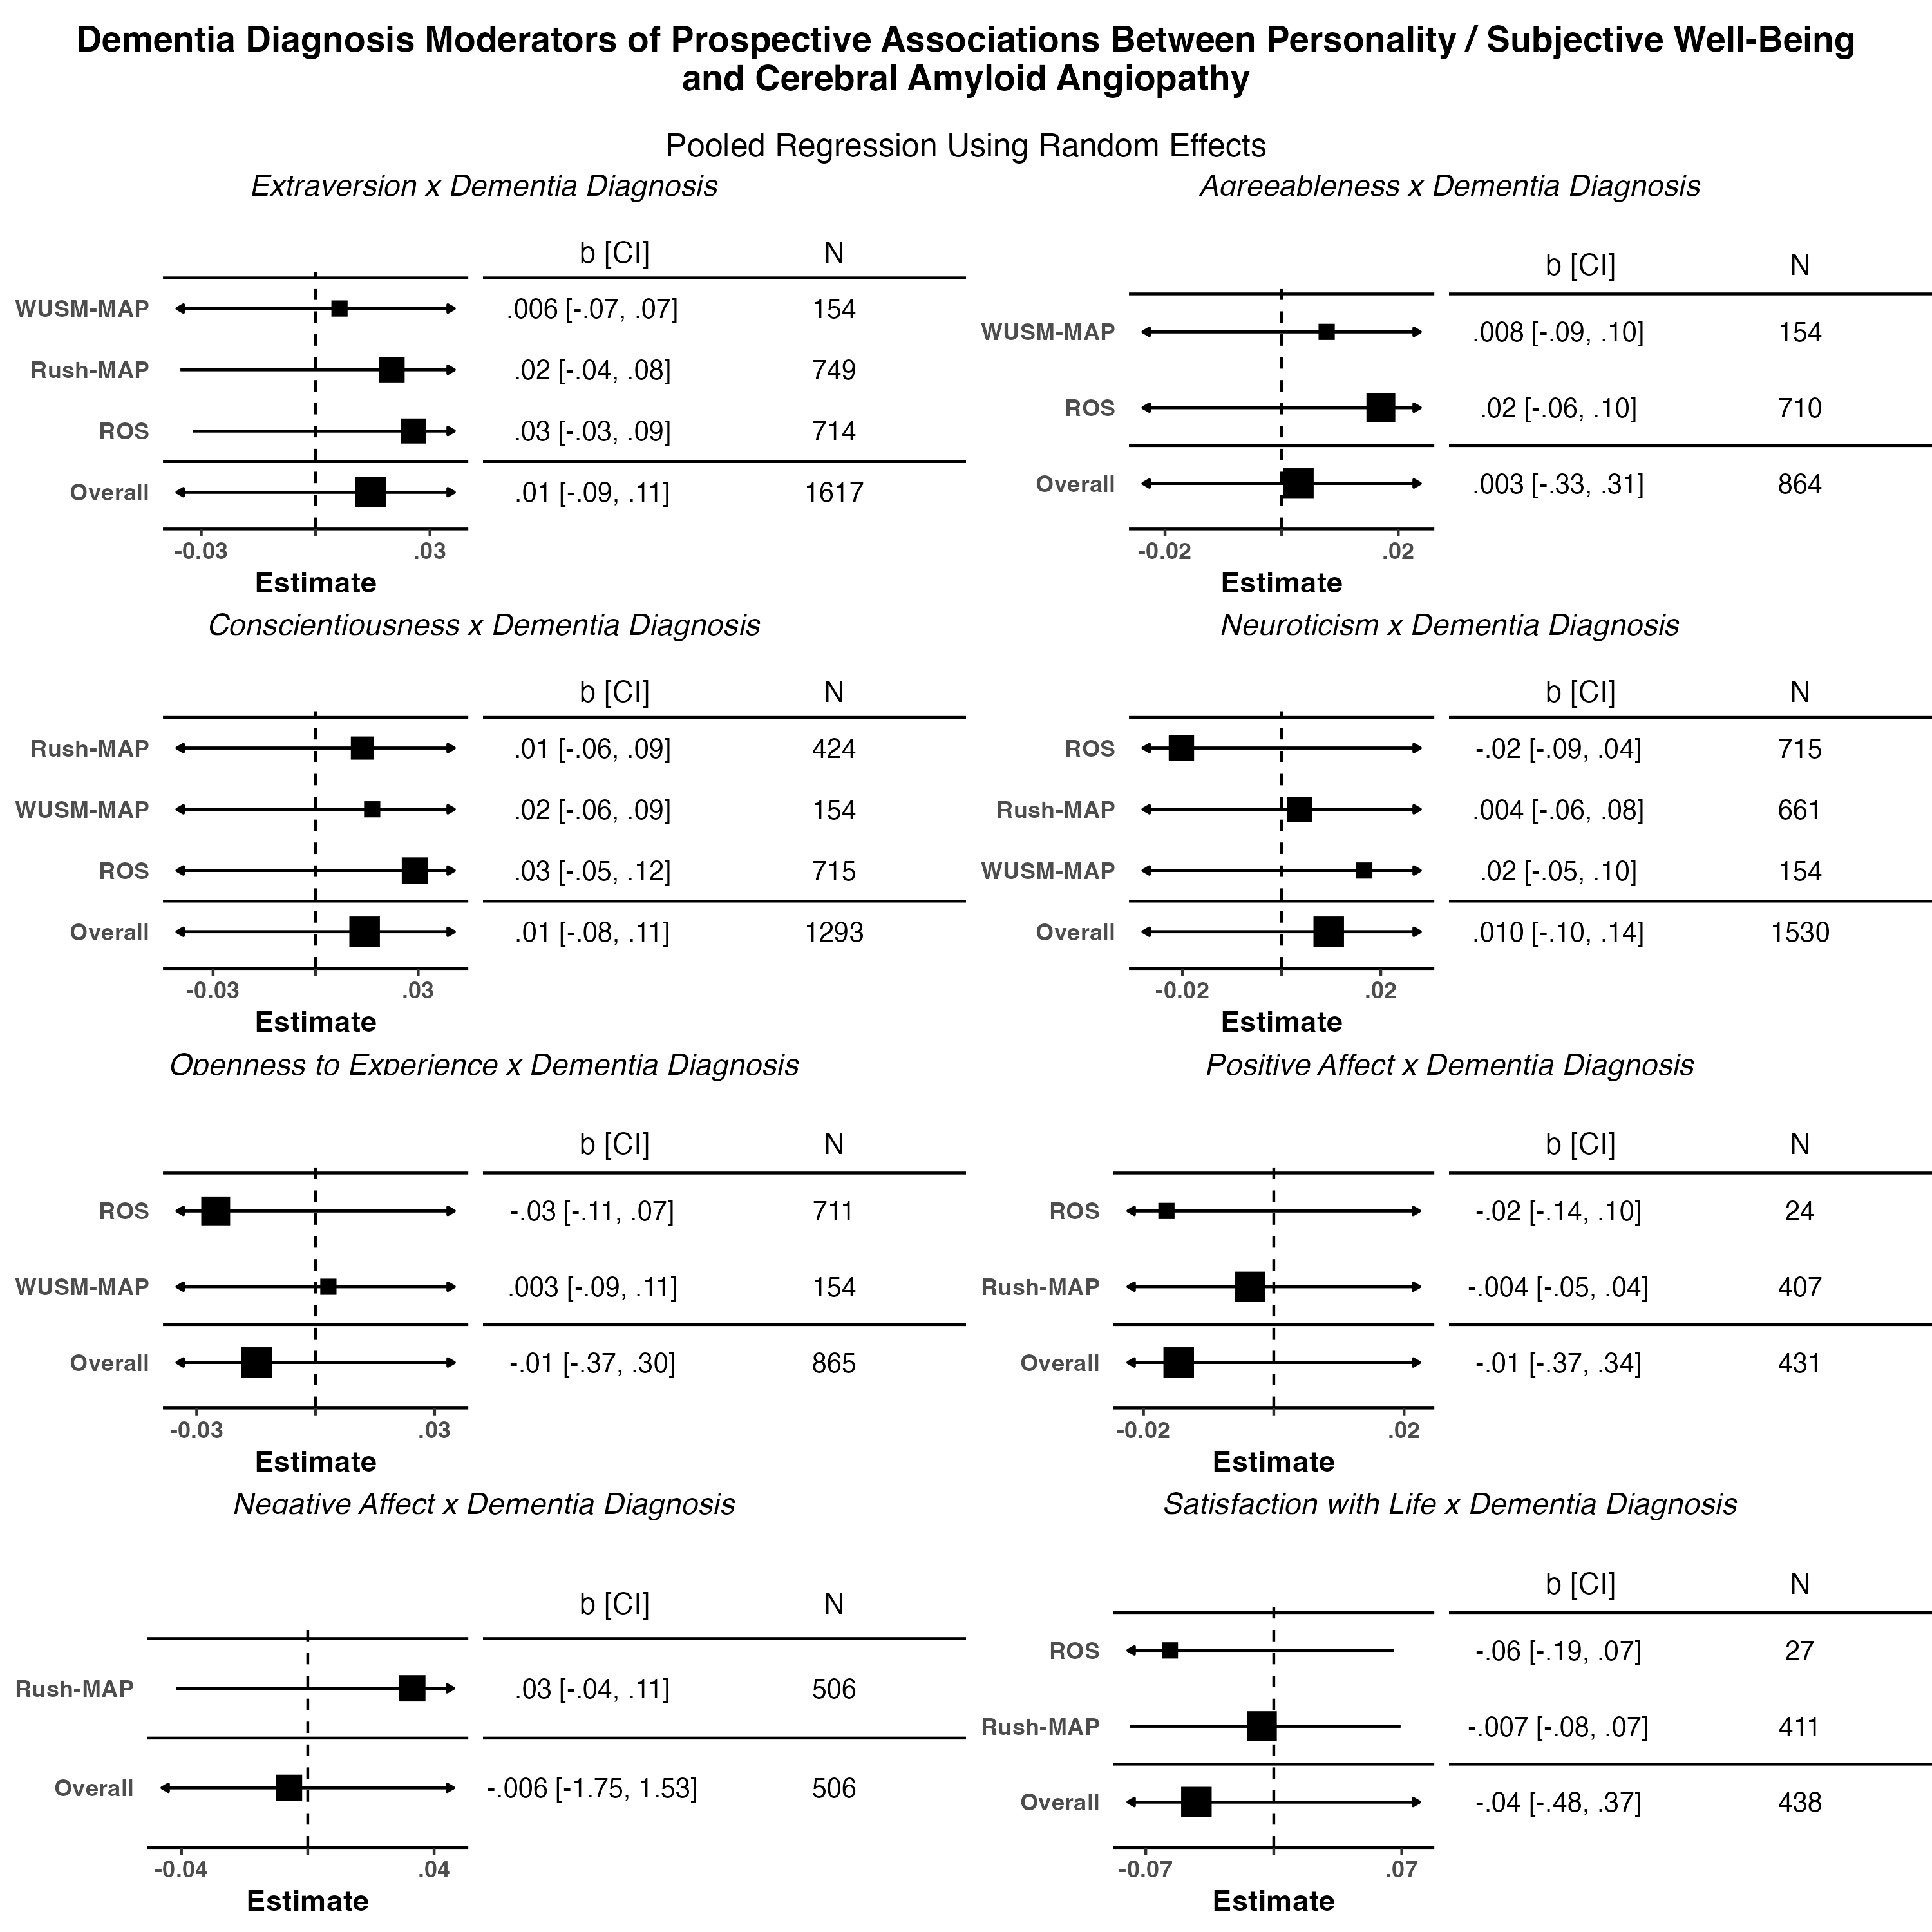 Dementia Diagnosis Moderators of Prospective Associations Between Personality / Subjective Well-Being
and Cerebral Amyloid Angiopathy
Pooled Regression Using Random Effects
Extraversion x Dementia Diagnosis
b [CI] N
WUSM-MAP .006 [-.07, .07] 154
Rush-MAP .02 [-.04, .08] 749
ROS .03 [-.03, .09] 714
Overall .01 [-.09, .11] 1617
-0.03 .03
Estimate
Agreeableness x Dementia Diagnosis
b [CI] N
WUSM-MAP .008 [-.09, .10] 154
ROS .02 [-.06, .10] 710
Overall .003 [-.33, .31] 864
-0.02 .02
Estimate
Conscientiousness x Dementia Diagnosis
b [CI] N
Rush-MAP .01 [-.06, .09] 424
WUSM-MAP .02 [-.06, .09] 154
ROS .03 [-.05, .12] 715
Overall .01 [-.08, .11] 1293
-0.03 .03
Estimate
Neuroticism x Dementia Diagnosis
b [CI] N
ROS -.02 [-.09, .04] 715
Rush-MAP .004 [-.06, .08] 661
WUSM-MAP .02 [-.05, .10] 154
Overall .010 [-.10, .14] 1530
-0.02 .02
Estimate
Openness to Experience x Dementia Diagnosis
b [CI] N
ROS -.03 [-.11, .07] 711
WUSM-MAP .003 [-.09, .11] 154
Overall -.01 [-.37, .30] 865
-0.03 .03
Estimate
Positive Affect x Dementia Diagnosis
b [CI] N
ROS -.02 [-.14, .10] 24
Rush-MAP -.004 [-.05, .04] 407
Overall -.01 [-.37, .34] 431
-0.02 .02
Estimate
Negative Affect x Dementia Diagnosis
b [CI] N
Rush-MAP .03 [-.04, .11] 506
Overall -.006 [-1.75, 1.53] 506
-0.04 .04
Estimate
Satisfaction with Life x Dementia Diagnosis
b [CI] N
ROS -.06 [-.19, .07] 27
Rush-MAP -.007 [-.08, .07] 411
Overall -.04 [-.48, .37] 438
-0.07 .07
Estimate